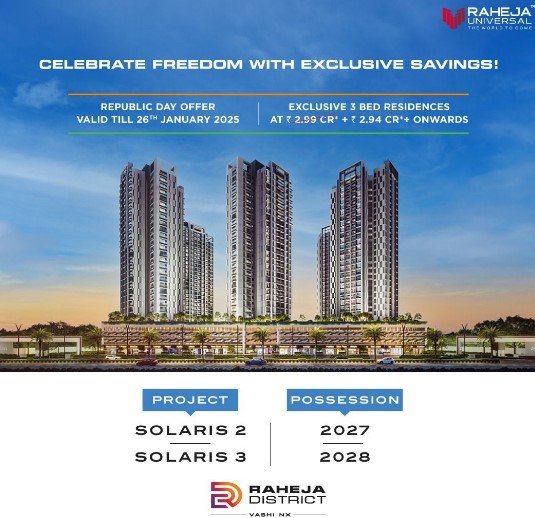 RAHEJA
UNIVERSAL
THE WORLD TO COME
CELEBRATE FREEDOM WITH EXCLUSIVE SAVINGS!
REPUBLIC DAY OFFER
VALID TILL 26TH JANUARY 2025
EXCLUSIVE 3 BED RESIDENCES
AT ₹ 2.99 CR* + ₹ 2.94 CR*+ ONWARDS
PROJECT
POSSESSION
SOLARIS 2
2027
SOLARIS 3
2028
RAHEJA
DISTRICT
VASHI NX